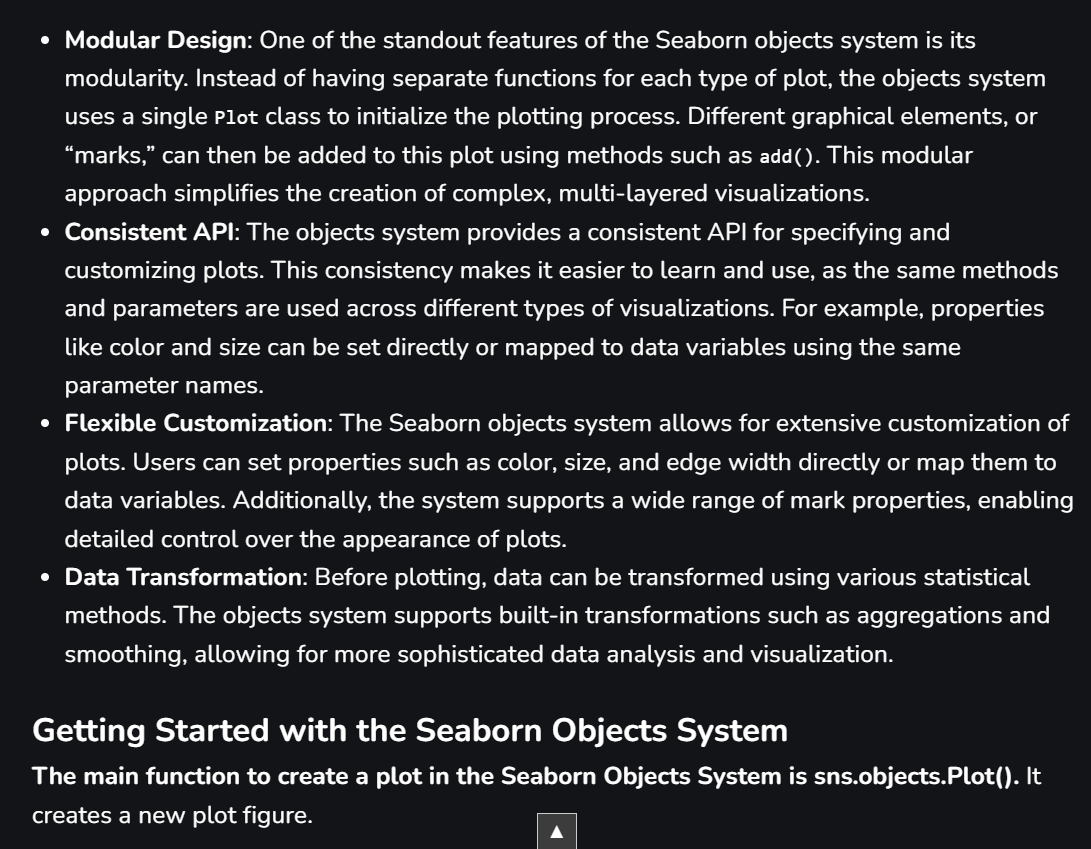 • Modular Design: One of the standout features of the Seaborn objects system is its
modularity. Instead of having separate functions for each type of plot, the objects system
uses a single Plot class to initialize the plotting process. Different graphical elements, or
“marks,” can then be added to this plot using methods such as add(). This modular
approach simplifies the creation of complex, multi-layered visualizations.
• Consistent API: The objects system provides a consistent API for specifying and
customizing plots. This consistency makes it easier to learn and use, as the same methods
and parameters are used across different types of visualizations. For example, properties
like color and size can be set directly or mapped to data variables using the same
parameter names.
• Flexible Customization: The Seaborn objects system allows for extensive customization of
plots. Users can set properties such as color, size, and edge width directly or map them to
data variables. Additionally, the system supports a wide range of mark properties, enabling
detailed control over the appearance of plots.
• Data Transformation: Before plotting, data can be transformed using various statistical
methods. The objects system supports built-in transformations such as aggregations and
smoothing, allowing for more sophisticated data analysis and visualization.
Getting Started with the Seaborn Objects System
The main function to create a plot in the Seaborn Objects System is sns.objects.Plot(). It
creates a new plot figure.